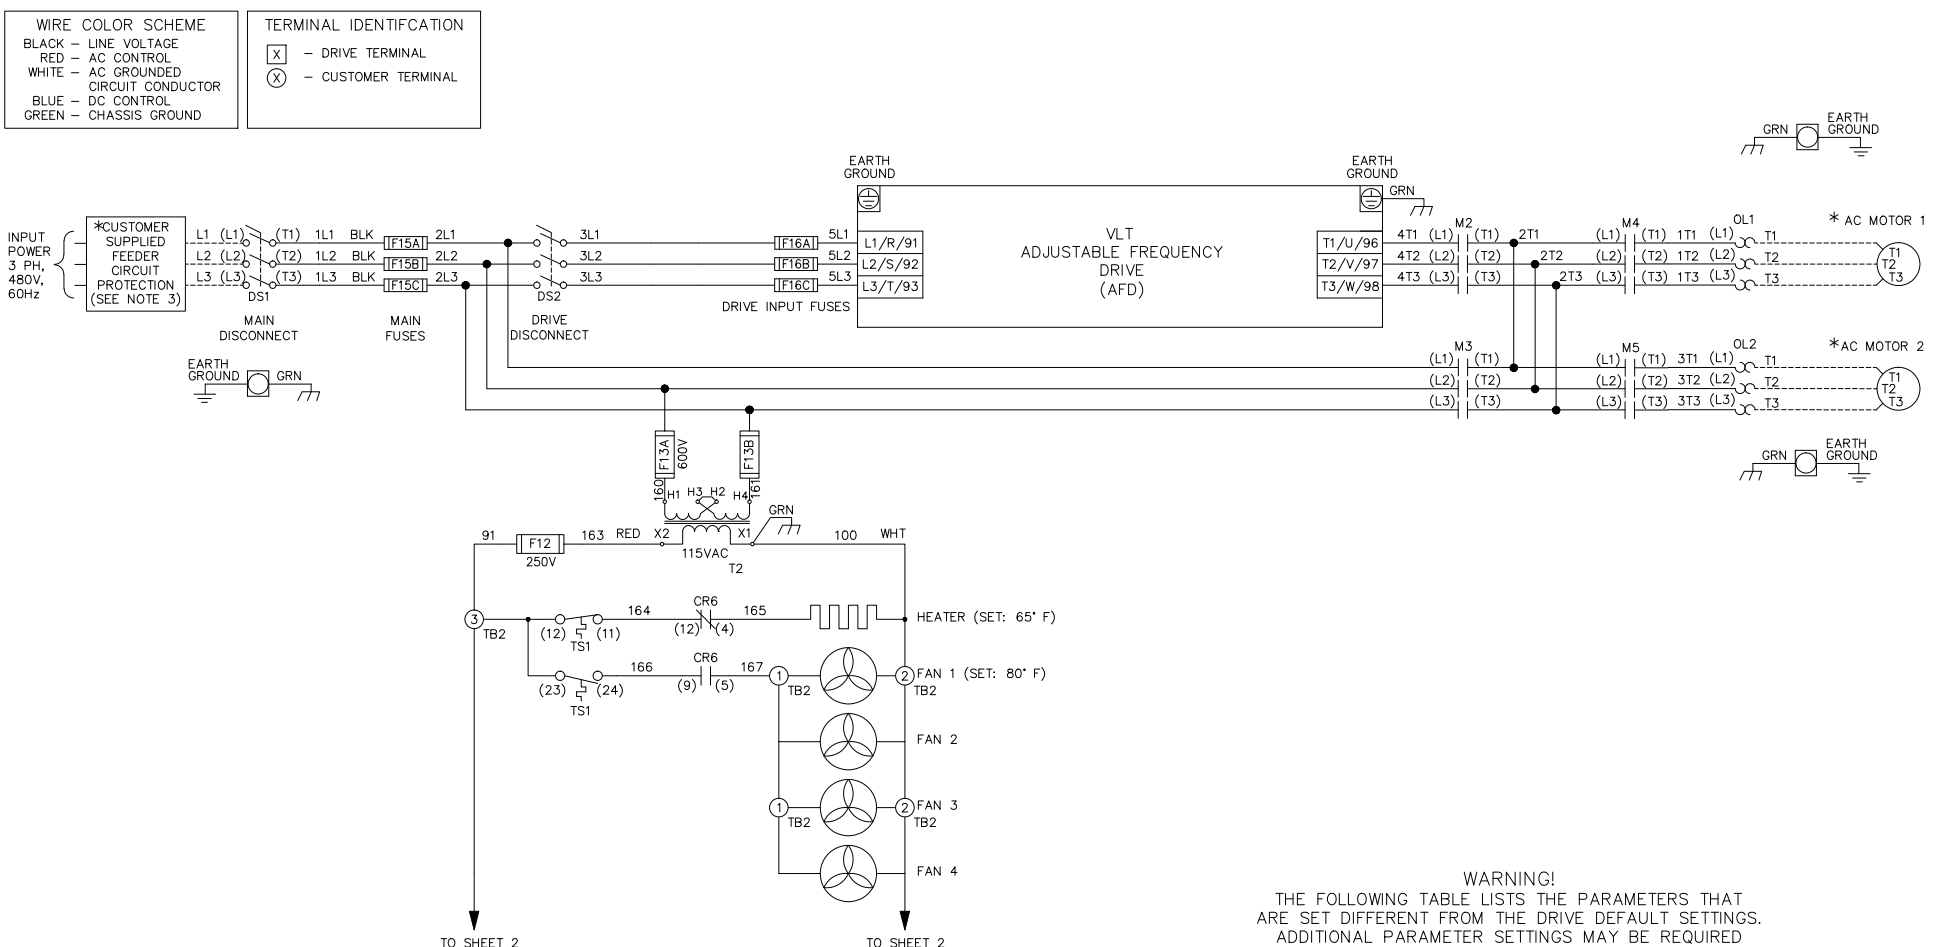 WIRE COLOR SCHEME
BLACK – LINE VOLTAGE
RED – AC CONTROL
WHITE – AC GROUNDED
CIRCUIT CONDUCTOR
BLUE – DC CONTROL
GREEN – CHASSIS GROUND
TERMINAL IDENTIFCATION
X – DRIVE TERMINAL
X – CUSTOMER TERMINAL
GRN EARTH
GROUND
EARTH
GROUND
EARTH
GROUND
GRN
INPUT
POWER
3 PH,
480V,
60Hz
*CUSTOMER
SUPPLIED
FEEDER
CIRCUIT
PROTECTION
(SEE NOTE 3)
L1 (L1) (T1) 1L1 BLK F15A 2L1 3L1 F16A 5L1 L1/R/91
L2 (L2) (T2) 1L2 BLK F15B 2L2 3L2 F16B 5L2 L2/S/92
L3 (L3) (T3) 1L3 BLK F15C 2L3 3L3 F16C 5L3 L3/T/93
DS1
MAIN
DISCONNECT
MAIN
FUSES
DS2
DRIVE
DISCONNECT
DRIVE INPUT FUSES
VLT
ADJUSTABLE FREQUENCY
DRIVE
(AFD)
M2 M4 OL1 * AC MOTOR 1
T1/U/96 4T1 (L1) (T1) 2T1 (L1) (T1) 1T1 (L1) T1 T1
T2/V/97 4T2 (L2) (T2) 2T2 (L2) (T2) 1T2 (L2) T2 T2
T3/W/98 4T3 (L3) (T3) 2T3 (L3) (T3) 1T3 (L3) T3 T3
M3 M5 OL2 *AC MOTOR 2
(L1) (T1) (L1) (T1) 3T1 (L1) T1 T1
(L2) (T2) (L2) (T2) 3T2 (L2) T2 T2
(L3) (T3) (L3) (T3) 3T3 (L3) T3 T3
EARTH
GROUND GRN
GRN EARTH
GROUND
F13A
600V
F13B
160
161
H1 H3 H2 H4
GRN
91 F12 163 RED X2 X1 100 WHT
250V
115VAC
T2
3
TB2
(12) (11)
TS1
164
CR6
(12) (4)
165
HEATER (SET: 65° F)
(23) (24)
TS1
166
CR6
(9) (5)
167
1
TB2
2
TB2
FAN 1 (SET: 80° F)
FAN 2
1
TB2
2
TB2
FAN 3
FAN 4
TO SHEET 2
TO SHEET 2
WARNING!
THE FOLLOWING TABLE LISTS THE PARAMETERS THAT
ARE SET DIFFERENT FROM THE DRIVE DEFAULT SETTINGS.
ADDITIONAL PARAMETER SETTINGS MAY BE REQUIRED